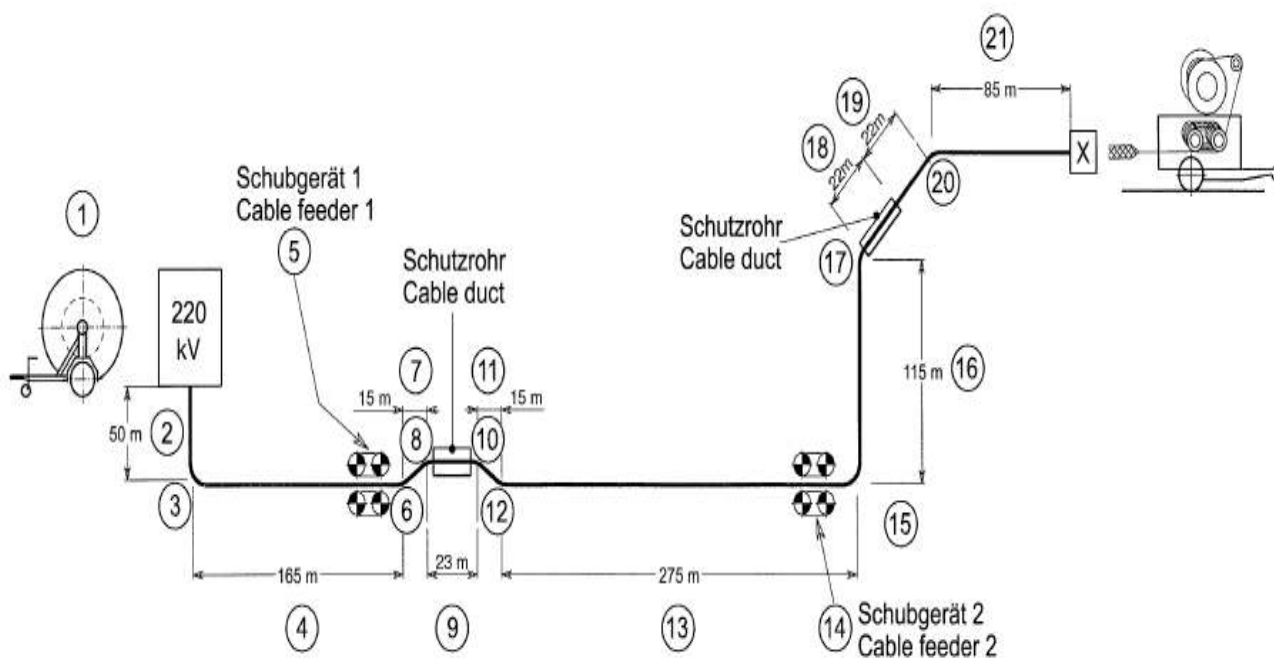 21
85 m
19
22m
18
22m
20
X
Schubgerät 1
Cable feeder 1
1
5
Schutzrohr
Cable duct
Schutzrohr
Cable duct
17
220
kV
7
11
115 m
16
15 m
15 m
50 m
2
8
10
3
6
12
15
23 m
165 m
275 m
4
9
13
14
Schubgerät 2
Cable feeder 2